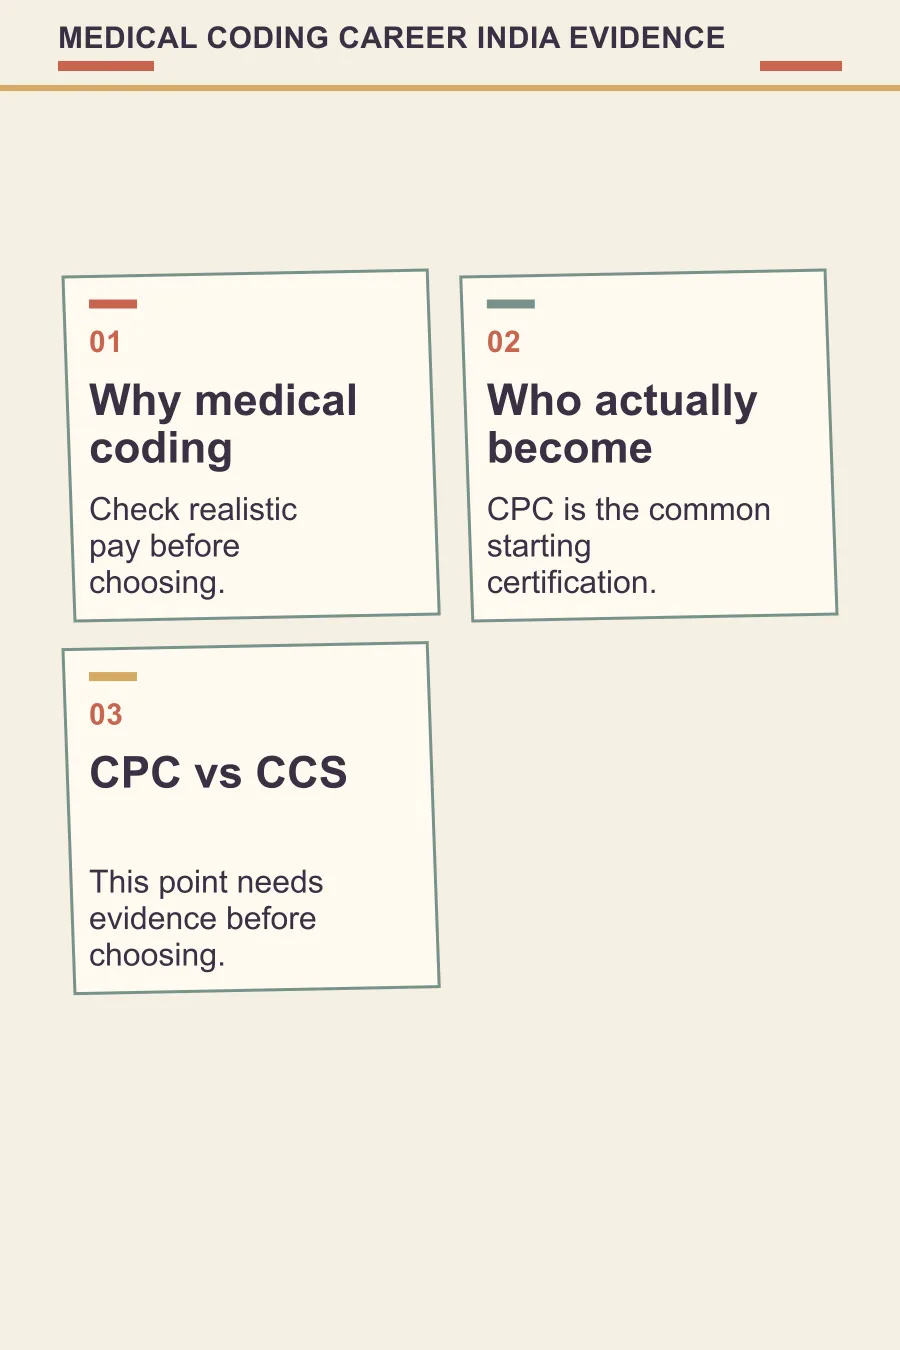 MEDICAL CODING CAREER INDIA EVIDENCE
01
Why medical
coding
Check realistic
pay before
choosing.
02
Who actually
become
CPC is the common
starting
certification.
03
CPC vs CCS
This point needs
evidence before
choosing.